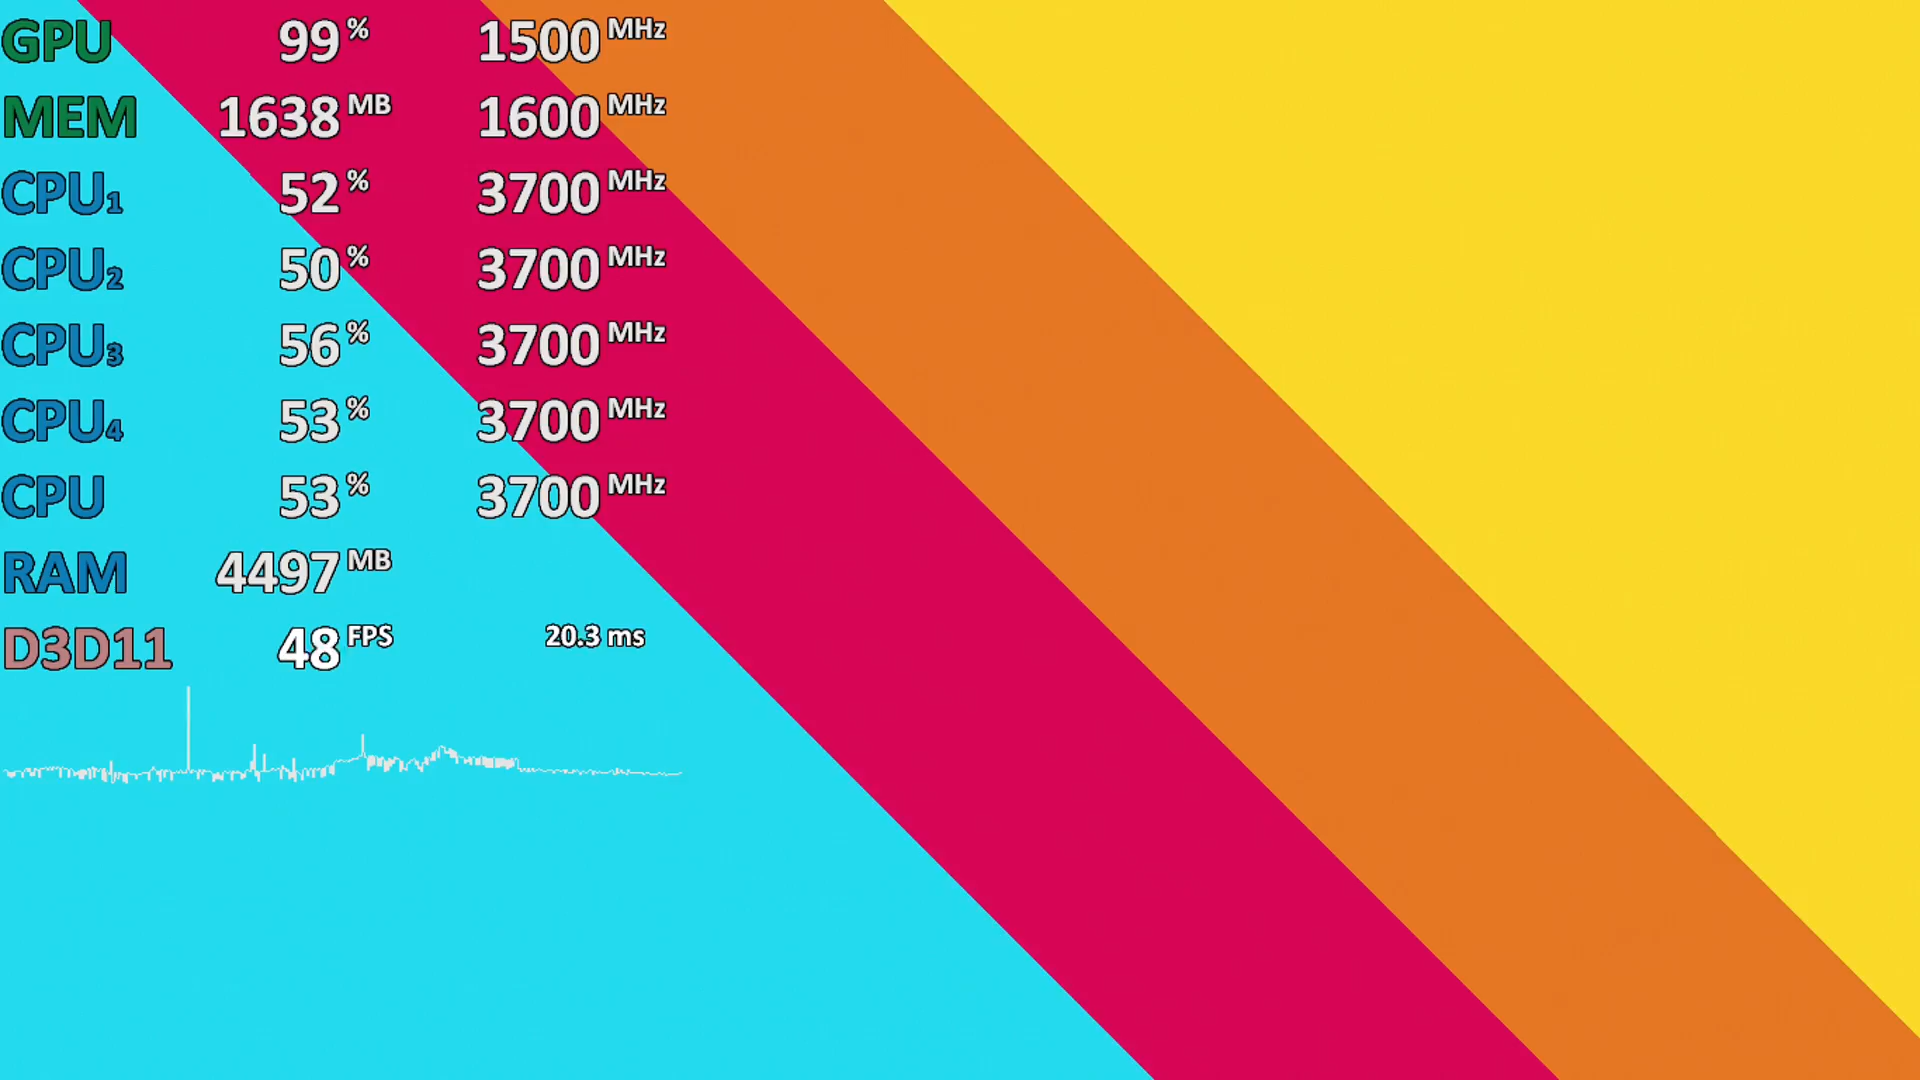 GPU 99 % 1500 MHz
MEM 1638 MB 1600 MHz
CPU1 52 % 3700 MHz
CPU2 50 % 3700 MHz
CPU3 56 % 3700 MHz
CPU4 53 % 3700 MHz
CPU 53 % 3700 MHz
RAM 4497 MB
D3D11 48 FPS 20.3 ms